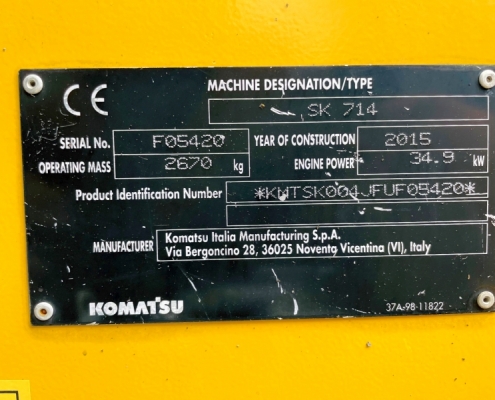 CE
MACHINE DESIGNATION/TYPE
SK 714
SERIAL No. F05420 YEAR OF CONSTRUCTION 2015
OPERATING MASS 2670 kg ENGINE POWER 34.9 kW
Product Identification Number *KMTSK004JFUF05420*
MANUFACTURER Komatsu Italia Manufacturing S.p.A.
Via Bergoncino 28, 36025 Noventa Vicentina (VI), Italy
KOMATSU 37A-98-11822